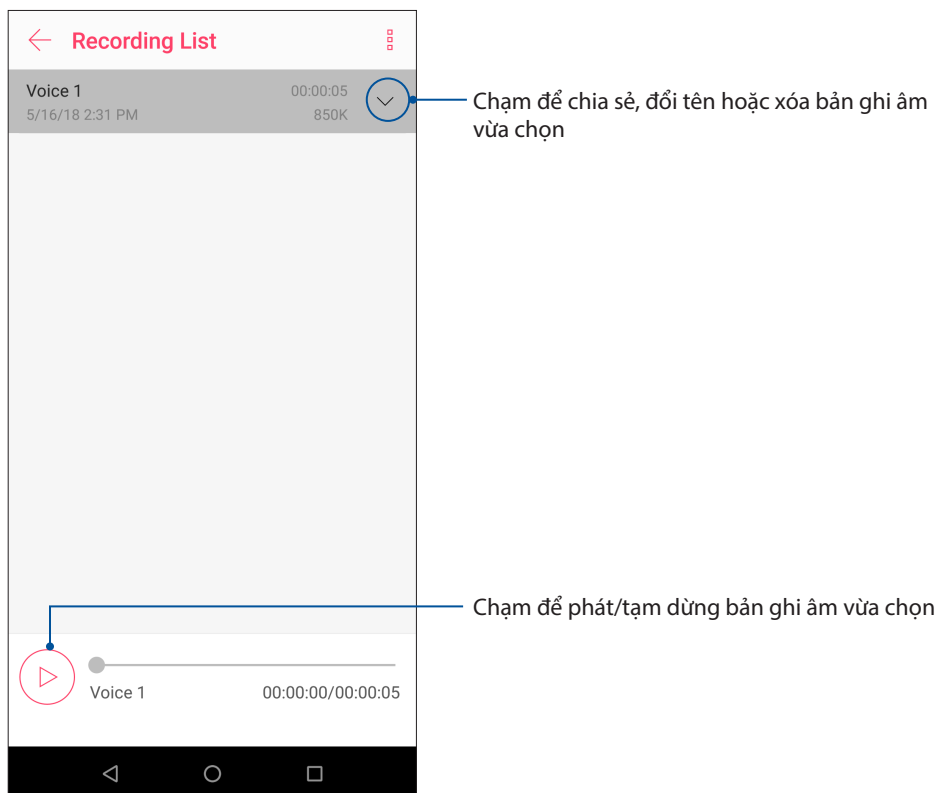 Recording List
Voice 1 00:00:05
5/16/18 2:31 PM 850K
Chạm để chia sẻ, đổi tên hoặc xóa bản ghi âm
vừa chọn
Chạm để phát/tạm dừng bản ghi âm vừa chọn
Voice 1 00:00:00/00:00:05